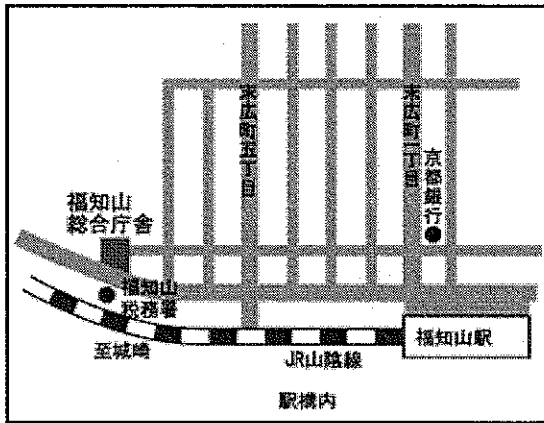 末広町五丁目
末広町一丁目
京都銀行
福知山
総合庁舎
福知山
税務署
至城崎
JR山陰線
福知山駅
駅構内